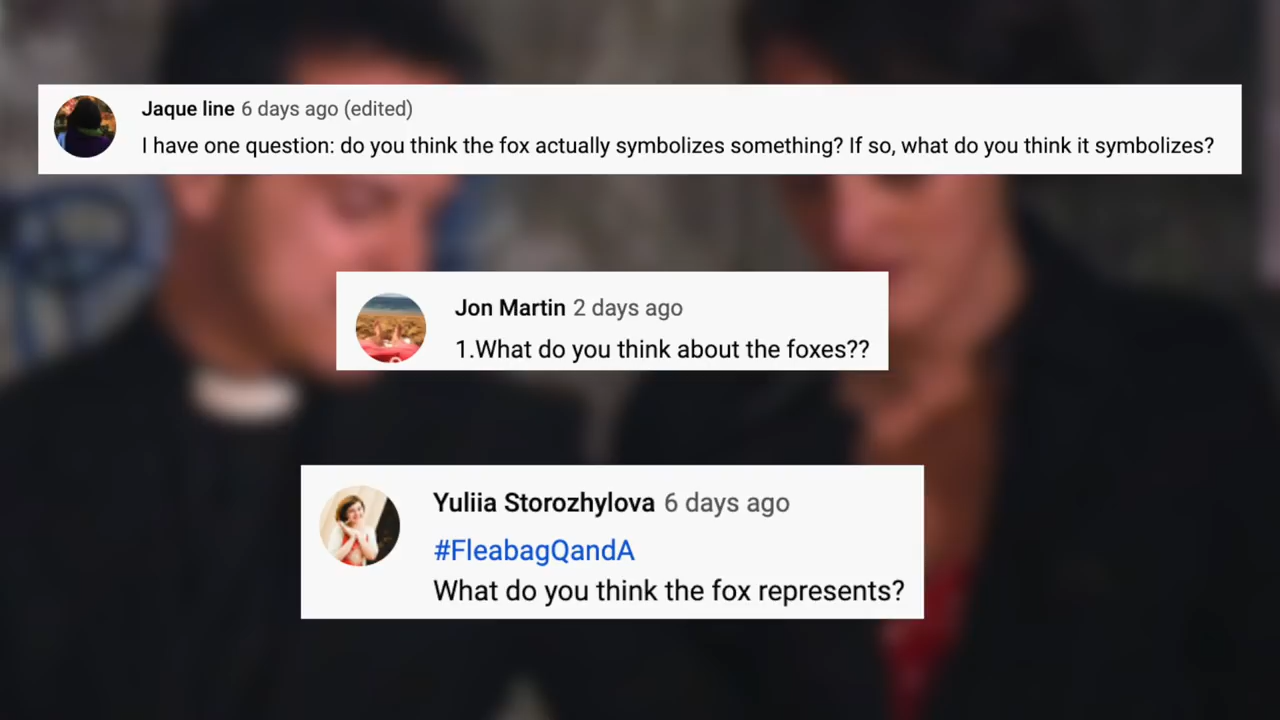 Jaque line 6 days ago (edited)
I have one question: do you think the fox actually symbolizes something? If so, what do you think it symbolizes?
Jon Martin 2 days ago
1.What do you think about the foxes??
Yuliia Storozhylova 6 days ago
#FleabagQandA
What do you think the fox represents?